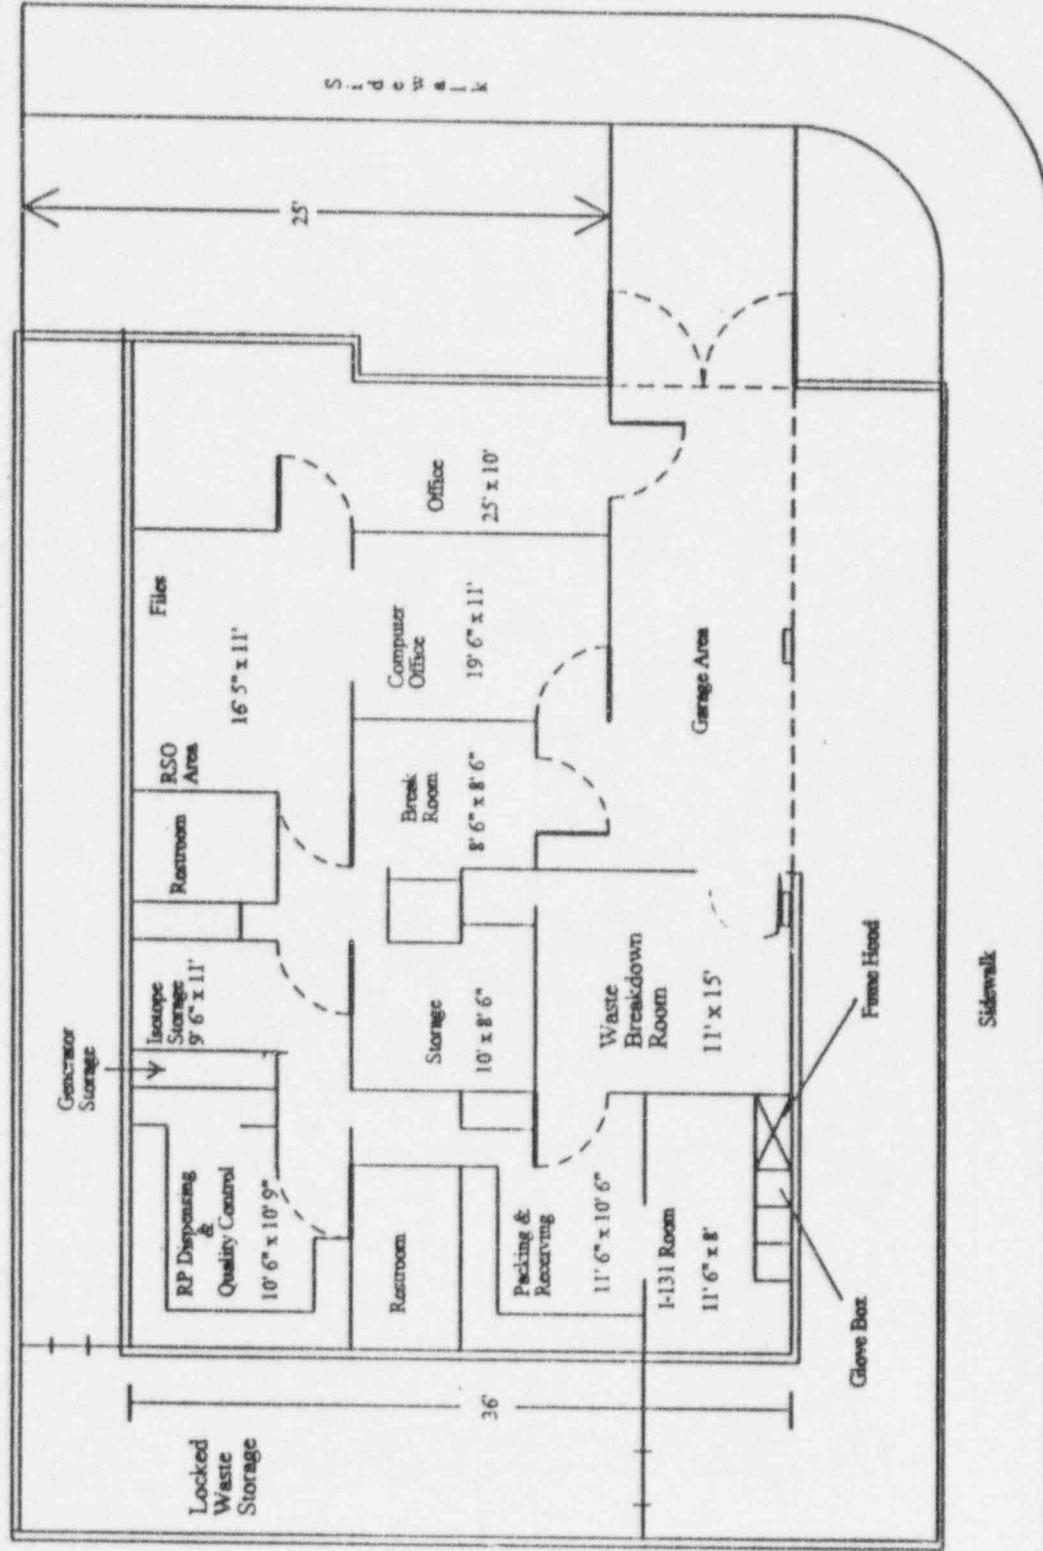 Sidewalk
25'
Files
16' 5" x 11'
RSO
Area
Restroom
Isotope
Storage
9' 6" x 11'
Generator
Storage
RP Dispensing
&
Quality Control
10' 6" x 10' 9"
Office
25' x 10'
Computer
Office
19' 6" x 11'
Break
Room
8' 6" x 8' 6"
Storage
10' x 8' 6"
Restroom
Packing &
Receiving
11' 6" x 10' 6"
Garage Area
Waste
Breakdown
Room
11' x 15'
I-131 Room
11' 6" x 8'
Fume Hood
Glove Box
Sidewalk
36'
Locked
Waste
Storage